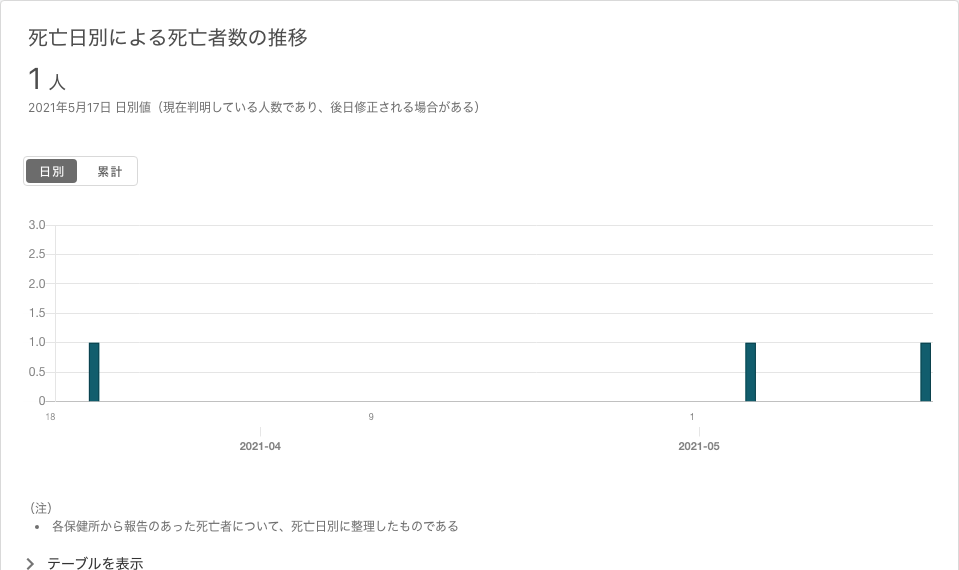 死亡日別による死亡者数の推移
1 人
2021年5月17日 日別値（現在判明している人数であり、後日修正される場合がある）
日別 累計
3.0
2.5
2.0
1.5
1.0
0.5
0
18 9 1
2021-04 2021-05
（注）
• 各保健所から報告のあった死亡者について、死亡日別に整理したものである
テーブルを表示